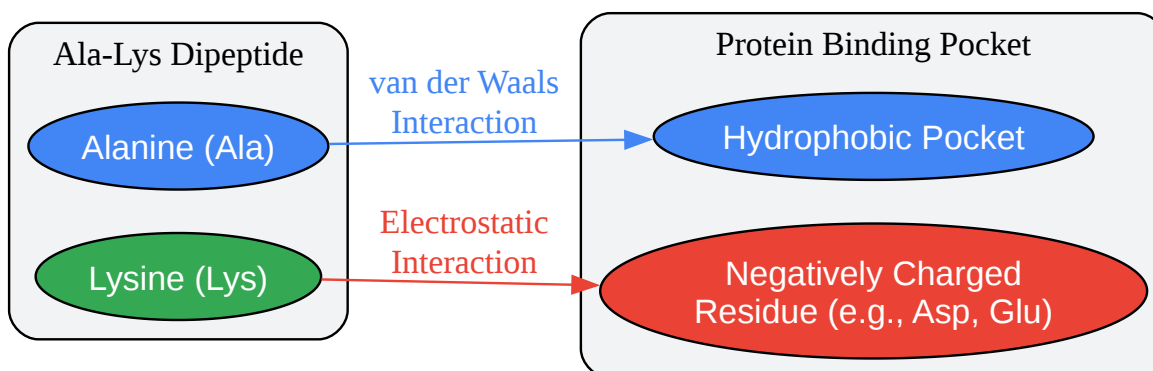 Ala-Lys Dipeptide
Protein Binding Pocket
van der Waals
Interaction
Alanine (Ala)
Hydrophobic Pocket
Electrostatic
Interaction
Lysine (Lys)
Negatively Charged
Residue (e.g., Asp, Glu)